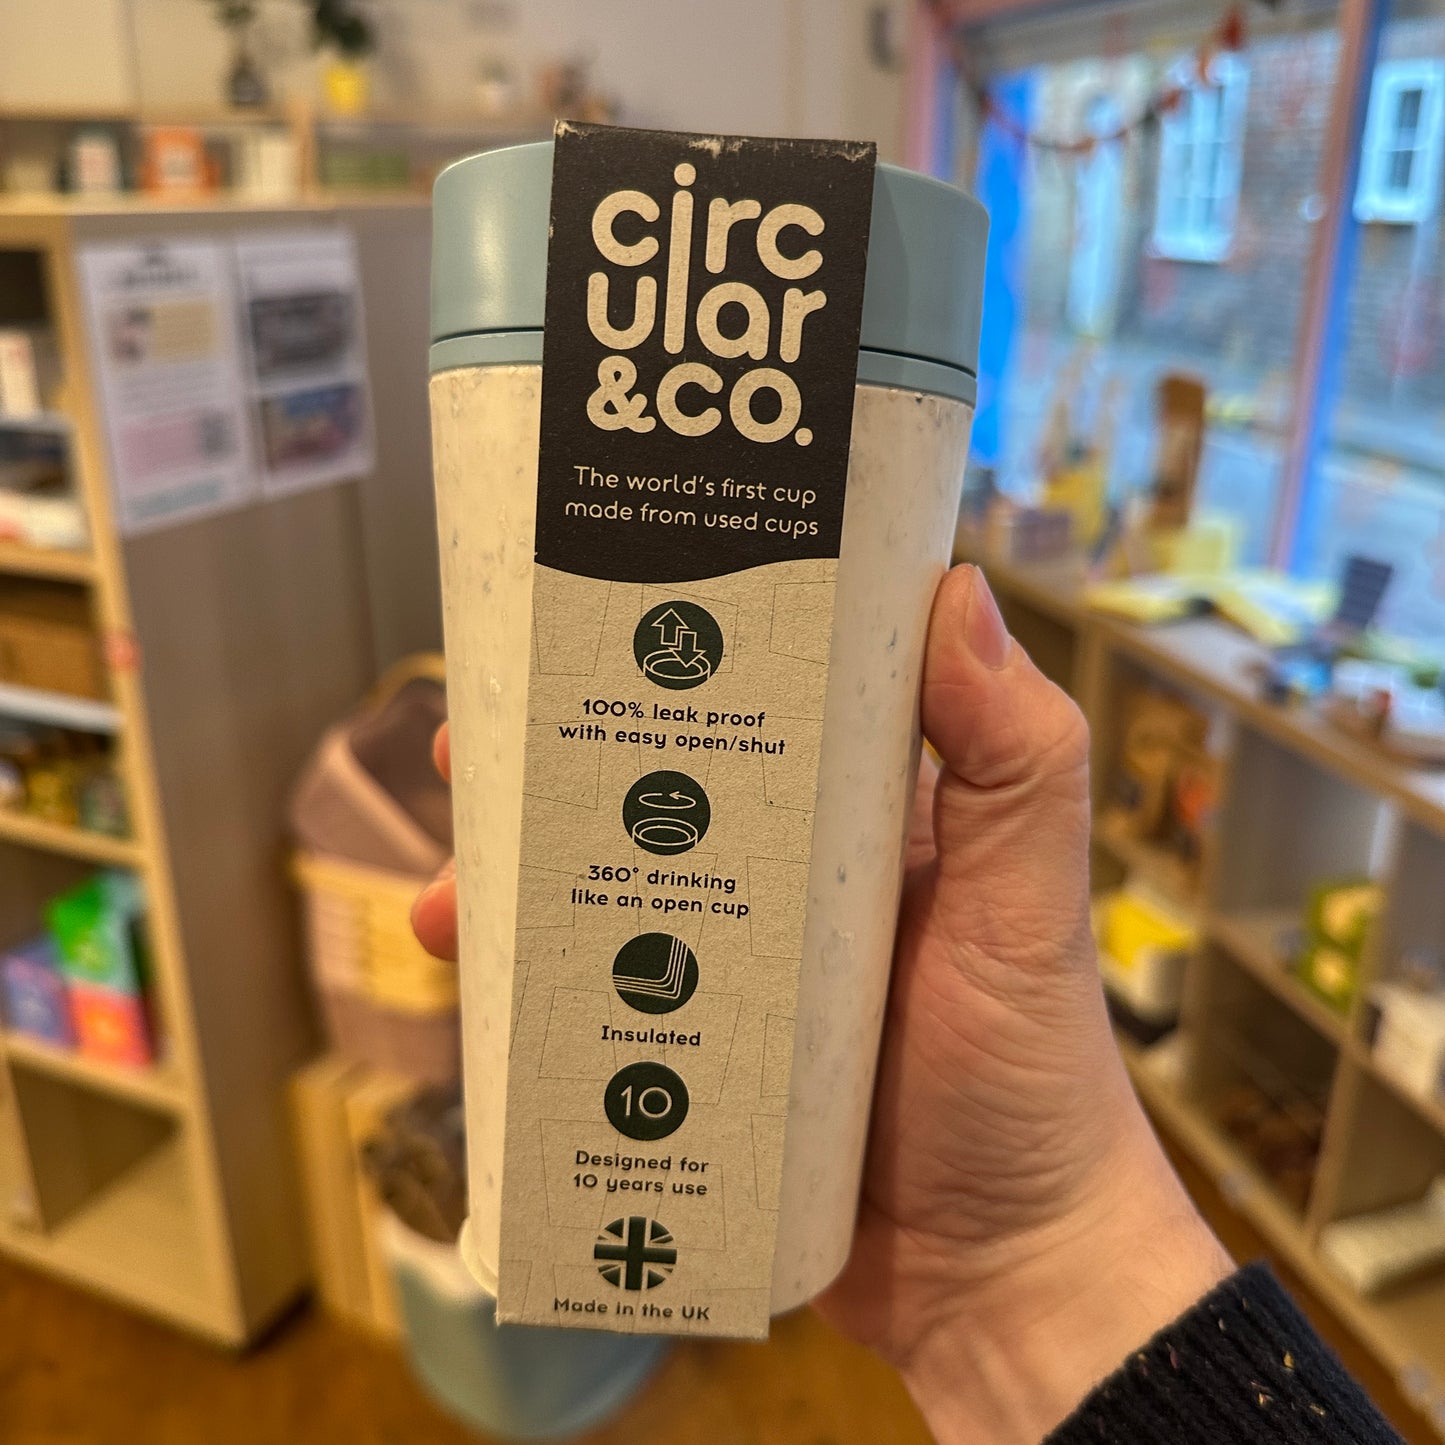 circ
ular
&co.
The world's first cup
made from used cups
100% leak proof
with easy open/shut
360° drinking
like an open cup
Insulated
10
Designed for
10 years use
Made in the UK